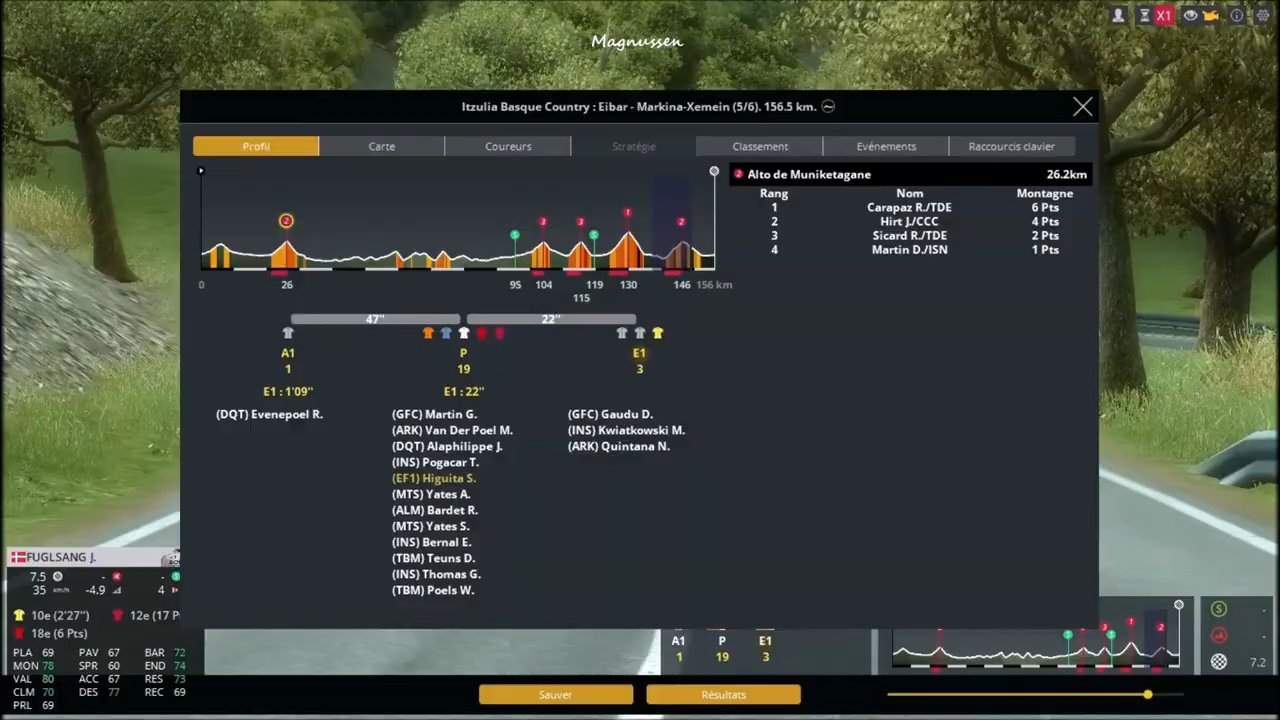 X1
Magnussen
Itzulia Basque Country : Eibar - Markina-Xemein (5/6). 156.5 km.
Profil Carte Coureurs Stratégie Classement Evénements Raccourcis clavier
2 Alto de Muniketagane 26.2km
Rang Nom Montagne
1 Carapaz R./TDE 6 Pts
2 Hirt J./CCC 4 Pts
3 Sicard R./TDE 2 Pts
4 Martin D./ISN 1 Pts
2 S 3 3 S 1 2
0 26 95 104 119 130 146 156 km
115
47'' 22''
A1 P E1
1 19 3
E1 : 1'09'' E1 : 22''
(DQT) Evenepoel R. (GFC) Martin G. (GFC) Gaudu D.
(ARK) Van Der Poel M. (INS) Kwiatkowski M.
(DQT) Alaphilippe J. (ARK) Quintana N.
(INS) Pogacar T.
(EF1) Higuita S.
(MTS) Yates A.
(ALM) Bardet R.
(MTS) Yates S.
(INS) Bernal E.
(TBM) Teuns D.
(INS) Thomas G.
(TBM) Poels W.
FUGLSANG J.
7.5 - - S
35 km/h -4.9 4
10e (2'27'') 12e (17 P
18e (6 Pts)
PLA 69 PAV 67 BAR 72
MON 78 SPR 60 END 74
VAL 80 ACC 67 RES 73
CLM 70 DES 77 REC 69
PRL 69
A1 P E1
1 19 3
S -
-
7.2
Sauver Résultats